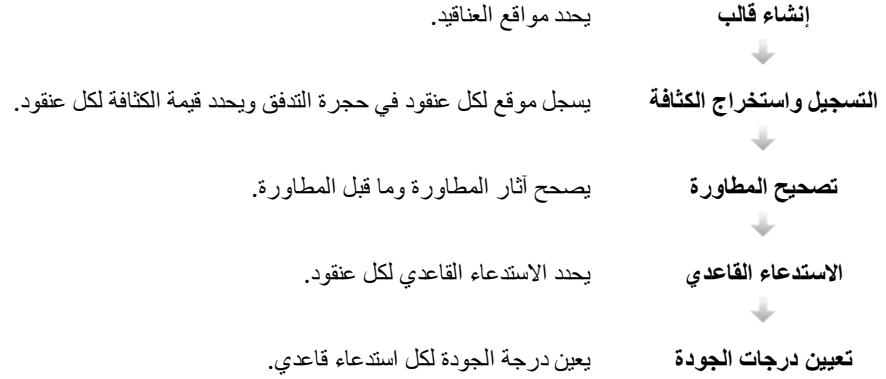 إنشاء قالب يحدد مواقع العناقيد.
التسجيل واستخراج الكثافة يسجل موقع لكل عنقود في حجرة التدفق ويحدد قيمة الكثافة لكل عنقود.
تصحيح المطاورة يصحح آثار المطاورة وما قبل المطاورة.
الاستدعاء القاعدي يحدد الاستدعاء القاعدي لكل عنقود.
تعيين درجات الجودة يعين درجة الجودة لكل استدعاء قاعدي.